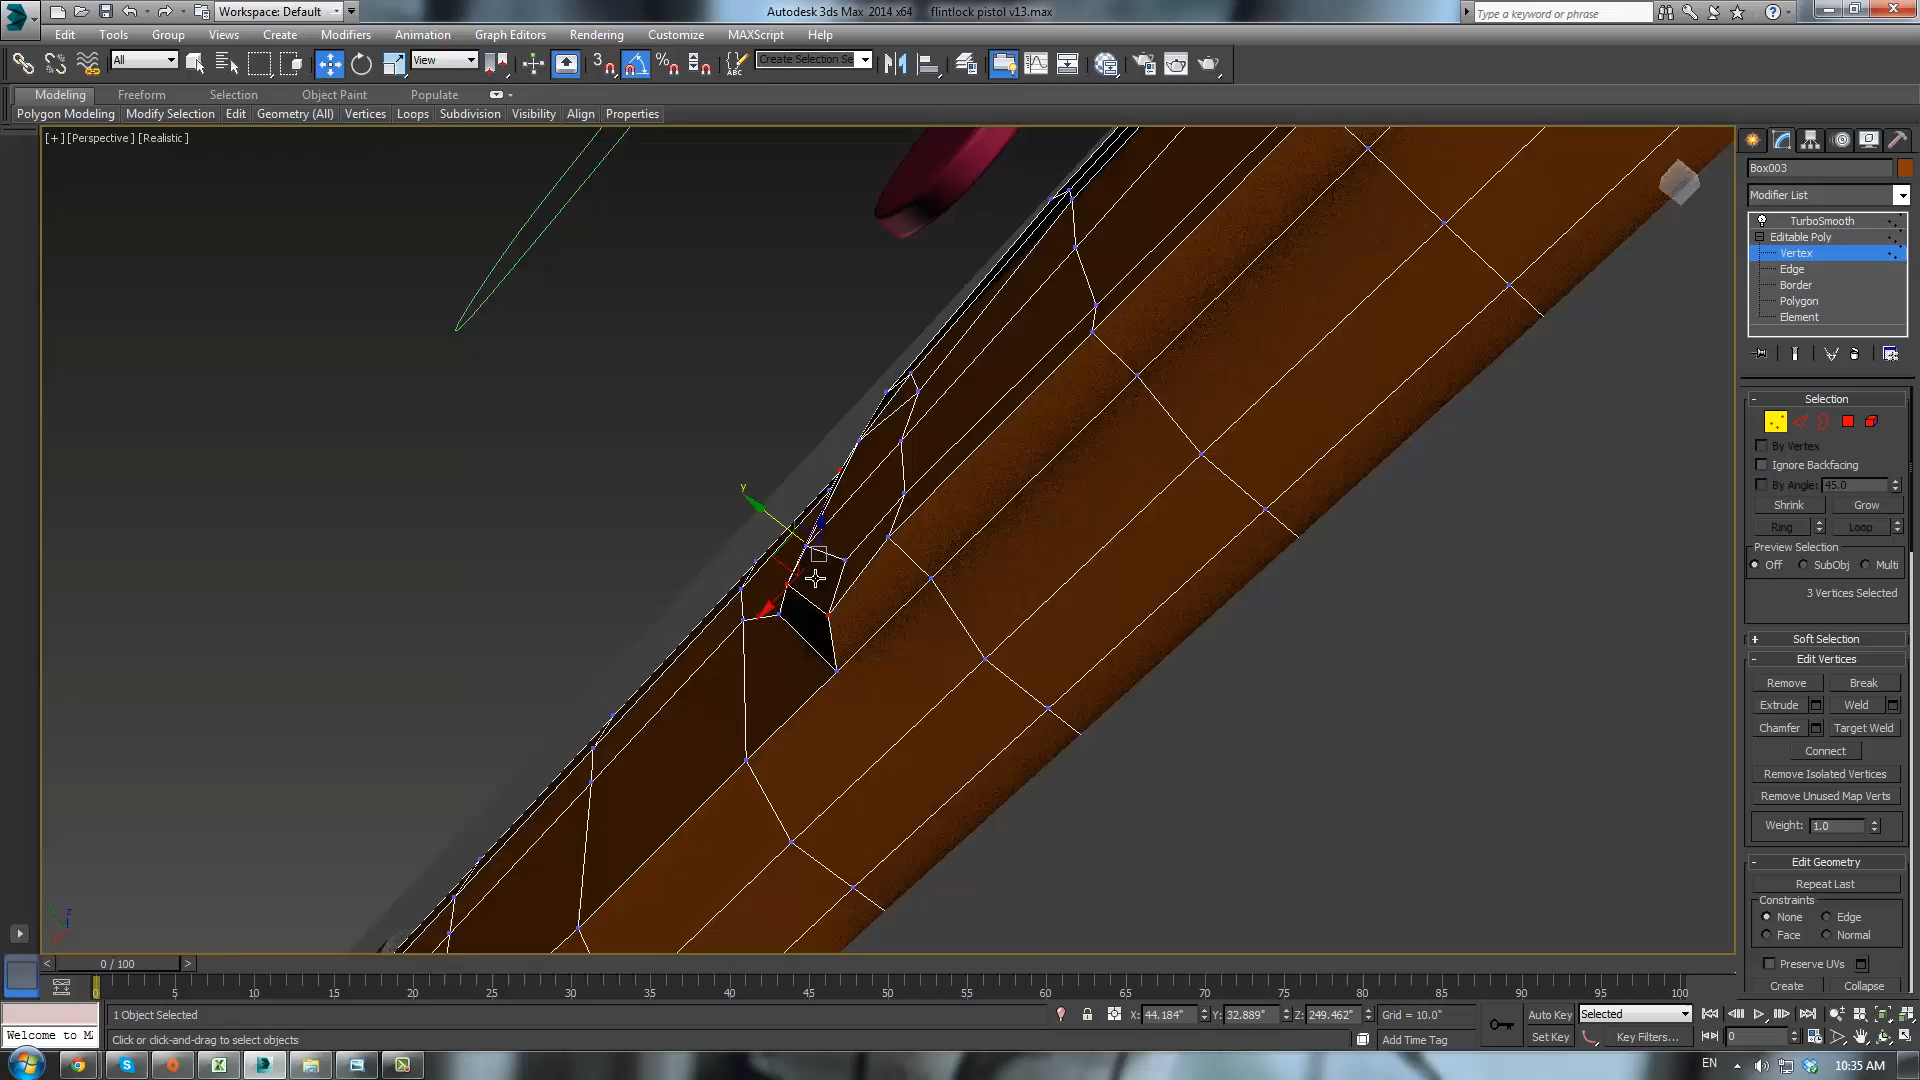 Workspace: Default
Autodesk 3ds Max 2014 x64
flintlock pistol v13.max
Type a keyword or phrase
Edit
Tools
Group
Views
Create
Modifiers
Animation
Graph Editors
Rendering
Customize
MAXScript
Help
All
View
3
Create Selection Se
Modeling
Freeform
Selection
Object Paint
Populate
Polygon Modeling
Modify Selection
Edit
Geometry (All)
Vertices
Loops
Subdivision
Visibility
Align
Properties
[+][Perspective][Realistic]
Box003
Modifier List
TurboSmooth
Editable Poly
Vertex
Edge
Border
Polygon
Element
Selection
By Vertex
Ignore Backfacing
By Angle: 45.0
Shrink
Grow
Ring
Loop
Preview Selection
Off
SubObj
Multi
3 Vertices Selected
Soft Selection
Edit Vertices
Remove
Break
Extrude
Weld
Chamfer
Target Weld
Connect
Remove Isolated Vertices
Remove Unused Map Verts
Weight: 1.0
Edit Geometry
Repeat Last
Constraints
None
Edge
Face
Normal
Preserve UVs
Create
Collapse
y
z
0 / 100
5 10 15 20 25 30 35 40 45 50 55 60 65 70 75 80 85 90 95 100
1 Object Selected
X: 44.184" Y: 32.889" Z: 249.462"
Grid = 10.0"
Auto Key
Selected
Welcome to M
Click or click-and-drag to select objects
Add Time Tag
Set Key
Key Filters...
0
EN
10:35 AM